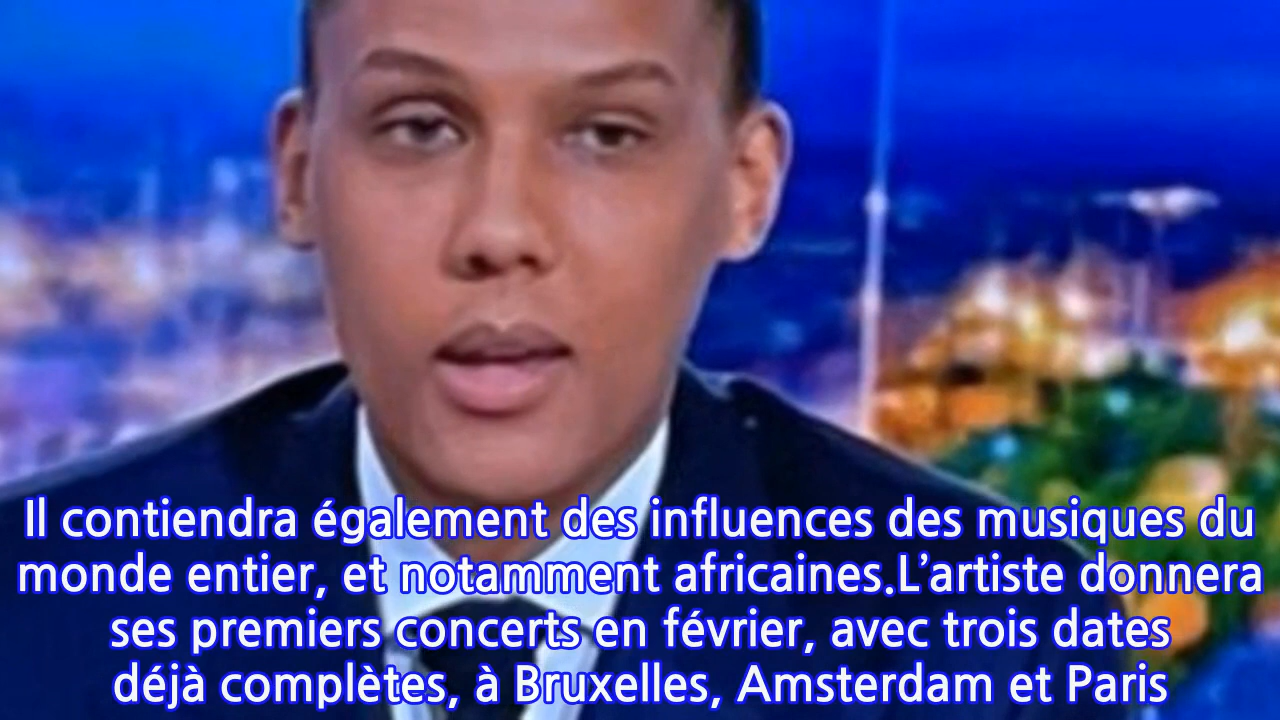 Il contiendra également des influences des musiques du
monde entier, et notamment africaines.L’artiste donnera
ses premiers concerts en février, avec trois dates
déjà complètes, à Bruxelles, Amsterdam et Paris